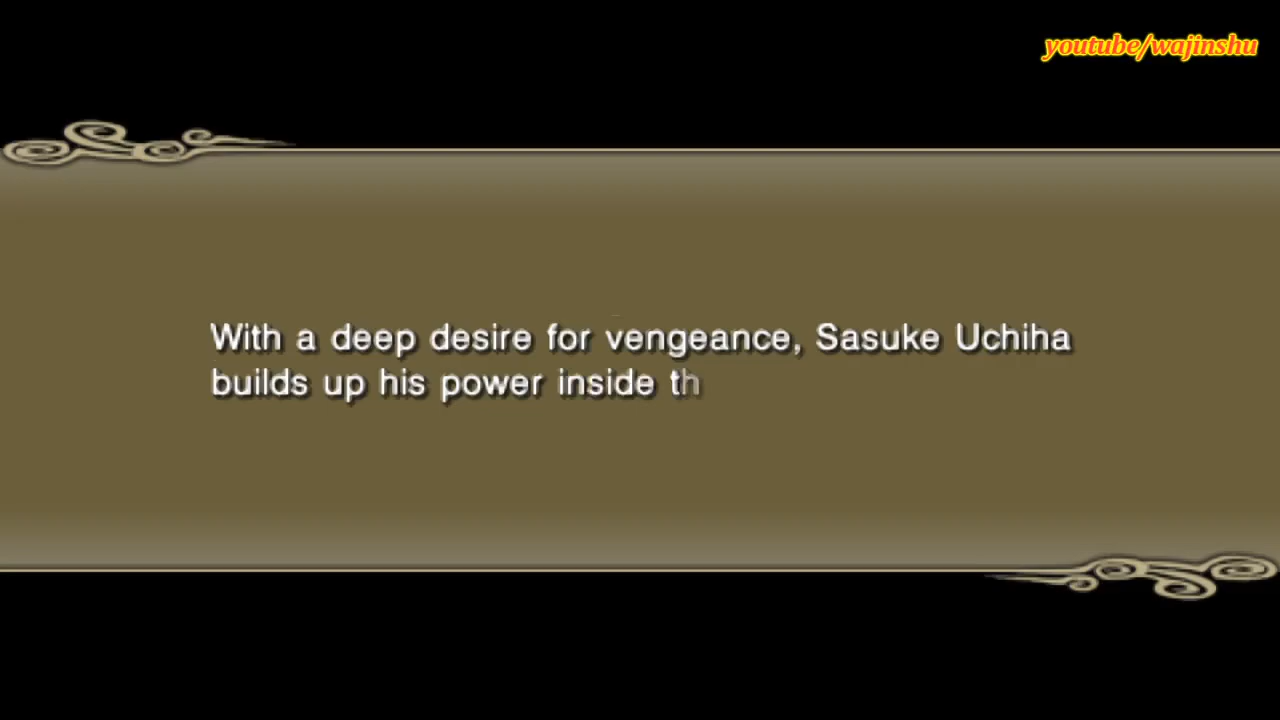 youtube/wajinshu
With a deep desire for vengeance, Sasuke Uchiha
builds up his power inside th